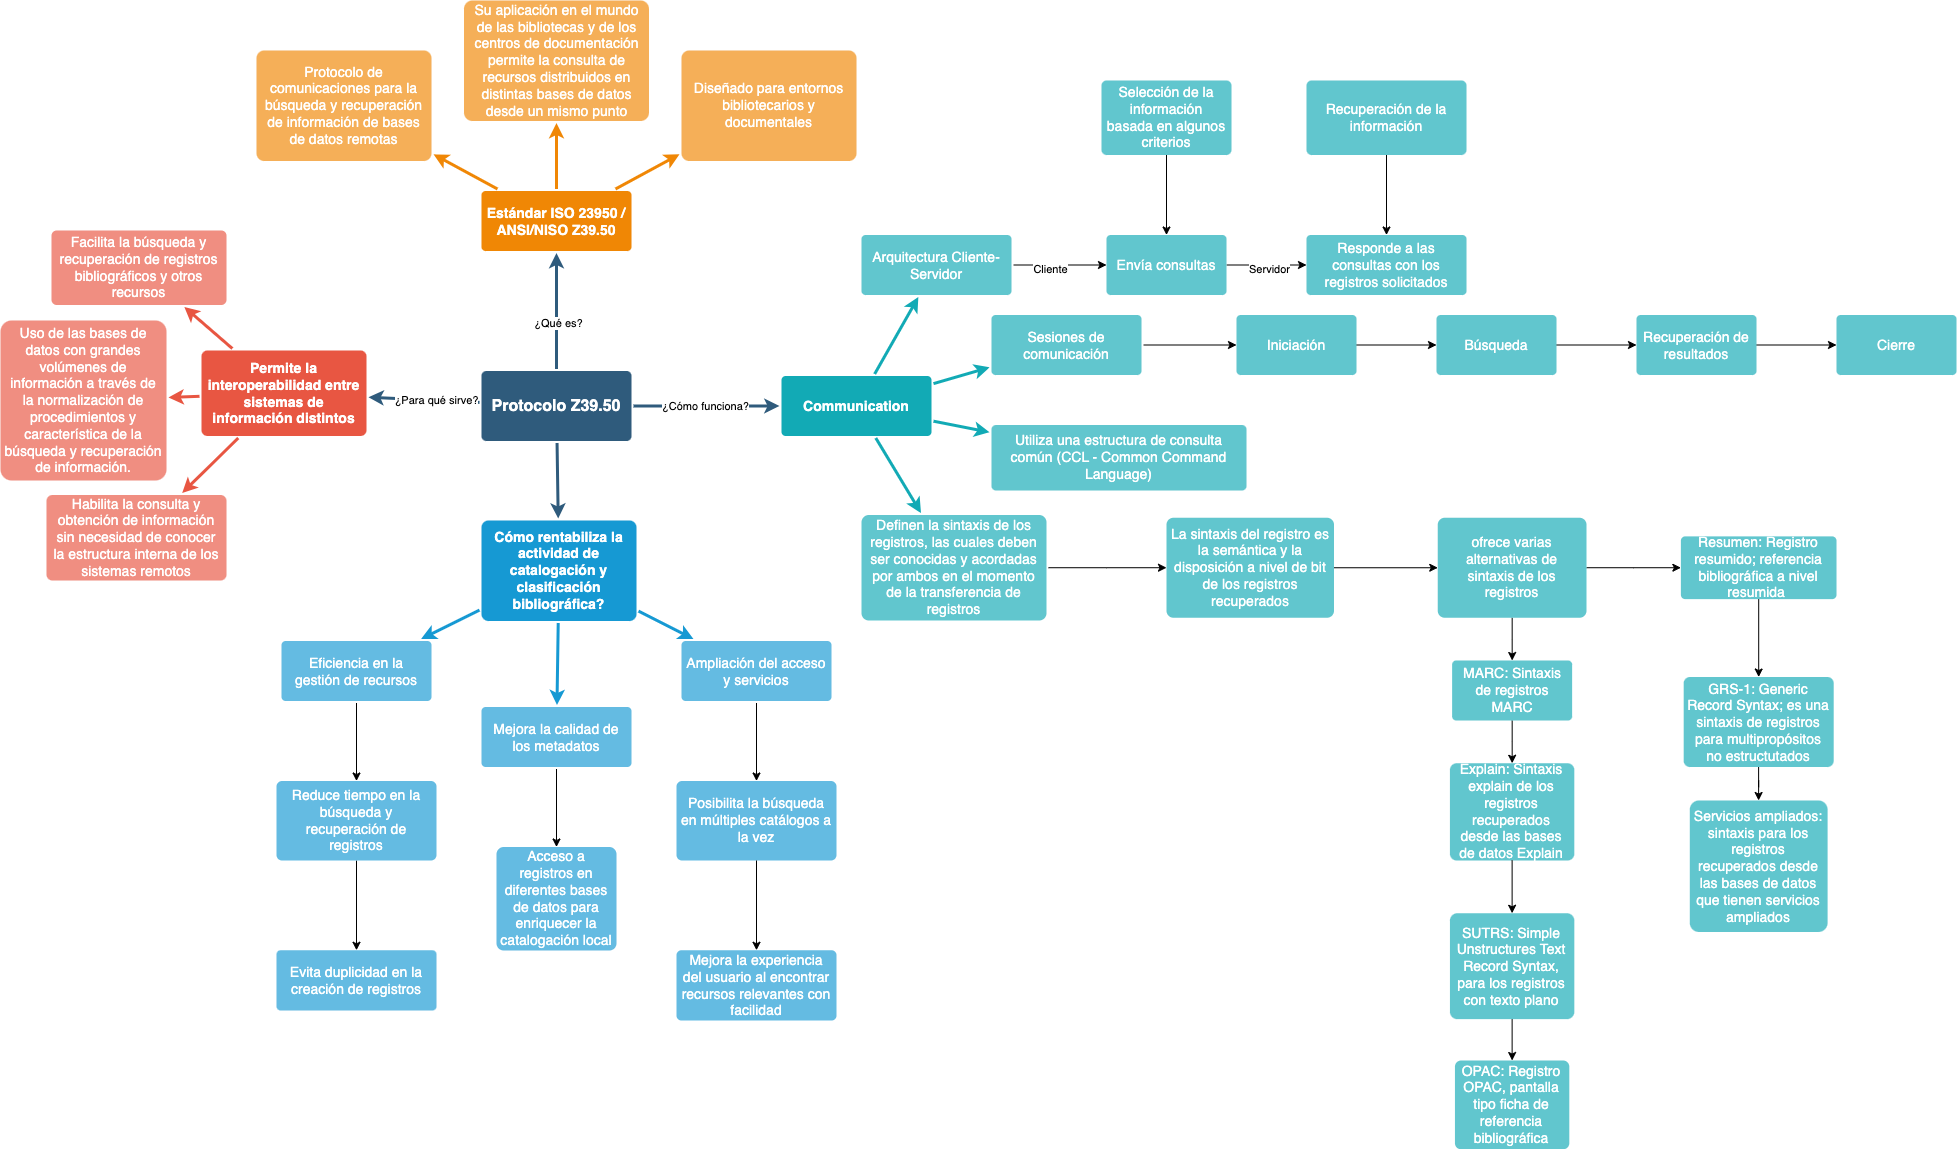 Su aplicación en el mundo
de las bibliotecas y de los
centros de documentación
permite la consulta de
recursos distribuidos en
distintas bases de datos
desde un mismo punto
Protocolo de
comunicaciones para la
búsqueda y recuperación
de información de bases
de datos remotas
Diseñado para entornos
bibliotecarios y
documentales
Estándar ISO 23950 /
ANSI/NISO Z39.50
¿Qué es?
Facilita la búsqueda y
recuperación de registros
bibliográficos y otros
recursos
Uso de las bases de
datos con grandes
volúmenes de
información a través de
la normalización de
procedimientos y
característica de la
búsqueda y recuperación
de información.
Habilita la consulta y
obtención de información
sin necesidad de conocer
la estructura interna de los
sistemas remotos
Permite la
interoperabilidad entre
sistemas de
información distintos
¿Para qué sirve?
Protocolo Z39.50
¿Cómo funciona?
Communication
Selección de la
información
basada en algunos
criterios
Recuperación de la
información
Arquitectura Cliente-
Servidor
Cliente
Envía consultas
Servidor
Responde a las
consultas con los
registros solicitados
Sesiones de
comunicación
Iniciación
Búsqueda
Recuperación de
resultados
Cierre
Utiliza una estructura de consulta
común (CCL - Common Command
Language)
Definen la sintaxis de los
registros, las cuales deben
ser conocidas y acordadas
por ambos en el momento
de la transferencia de
registros
La sintaxis del registro es
la semántica y la
disposición a nivel de bit
de los registros
recuperados
ofrece varias
alternativas de
sintaxis de los
registros
Resumen: Registro
resumido; referencia
bibliográfica a nivel
resumida
MARC: Sintaxis
de registros
MARC
Explain: Sintaxis
explain de los
registros
recuperados
desde las bases
de datos Explain
SUTRS: Simple
Unstructures Text
Record Syntax,
para los registros
con texto plano
OPAC: Registro
OPAC, pantalla
tipo ficha de
referencia
bibliográfica
GRS-1: Generic
Record Syntax; es una
sintaxis de registros
para multipropósitos
no estructutados
Servicios ampliados:
sintaxis para los
registros
recuperados desde
las bases de datos
que tienen servicios
ampliados
Cómo rentabiliza la
actividad de
catalogación y
clasificación
bibliográfica?
Eficiencia en la
gestión de recursos
Reduce tiempo en la
búsqueda y
recuperación de
registros
Evita duplicidad en la
creación de registros
Mejora la calidad de
los metadatos
Acceso a
registros en
diferentes bases
de datos para
enriquecer la
catalogación local
Ampliación del acceso
y servicios
Posibilita la búsqueda
en múltiples catálogos a
la vez
Mejora la experiencia
del usuario al encontrar
recursos relevantes con
facilidad